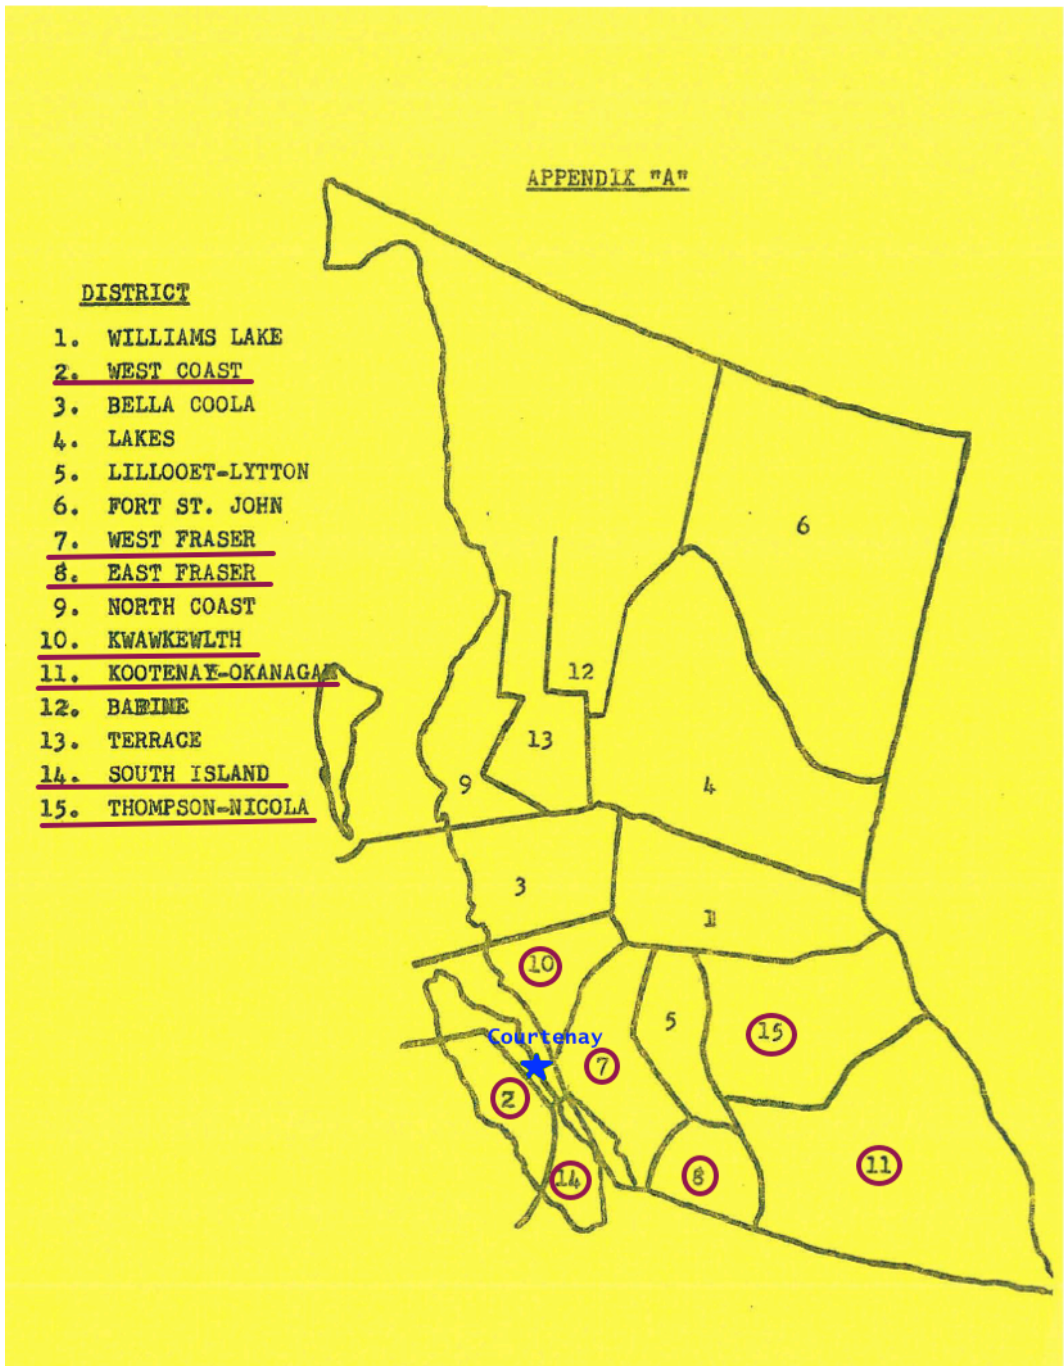 APPENDIX "A"
DISTRICT
1. WILLIAMS LAKE
2. WEST COAST
3. BELLA COOLA
4. LAKES
5. LILLOOET-LYTTON
6. FORT ST. JOHN
7. WEST FRASER
8. EAST FRASER
9. NORTH COAST
10. KWAWKEWLTH
11. KOOTENAY-OKANAGAN
12. BABINE
13. TERRACE
14. SOUTH ISLAND
15. THOMPSON-NICOLA
6
12
13
9
4
3
1
10
5
15
Courtenay
7
2
14
8
11